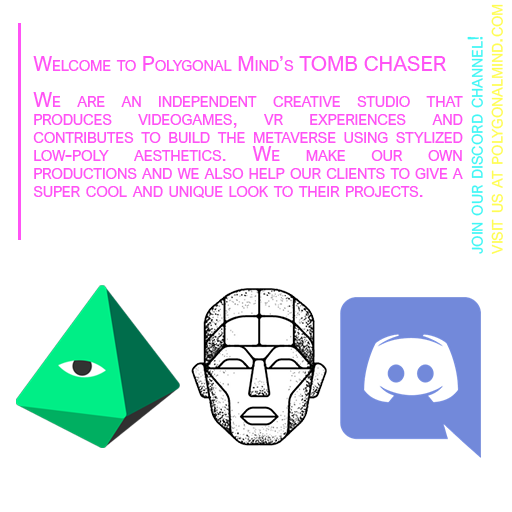 Welcome to Polygonal Mind's TOMB CHASER
We are an independent creative studio that
produces videogames, vr experiences and
contributes to build the metaverse using stylized
low-poly aesthetics. We make our own
productions and we also help our clients to give a
super cool and unique look to their projects.
join our discord channel!
visit us at polygonalmind.com